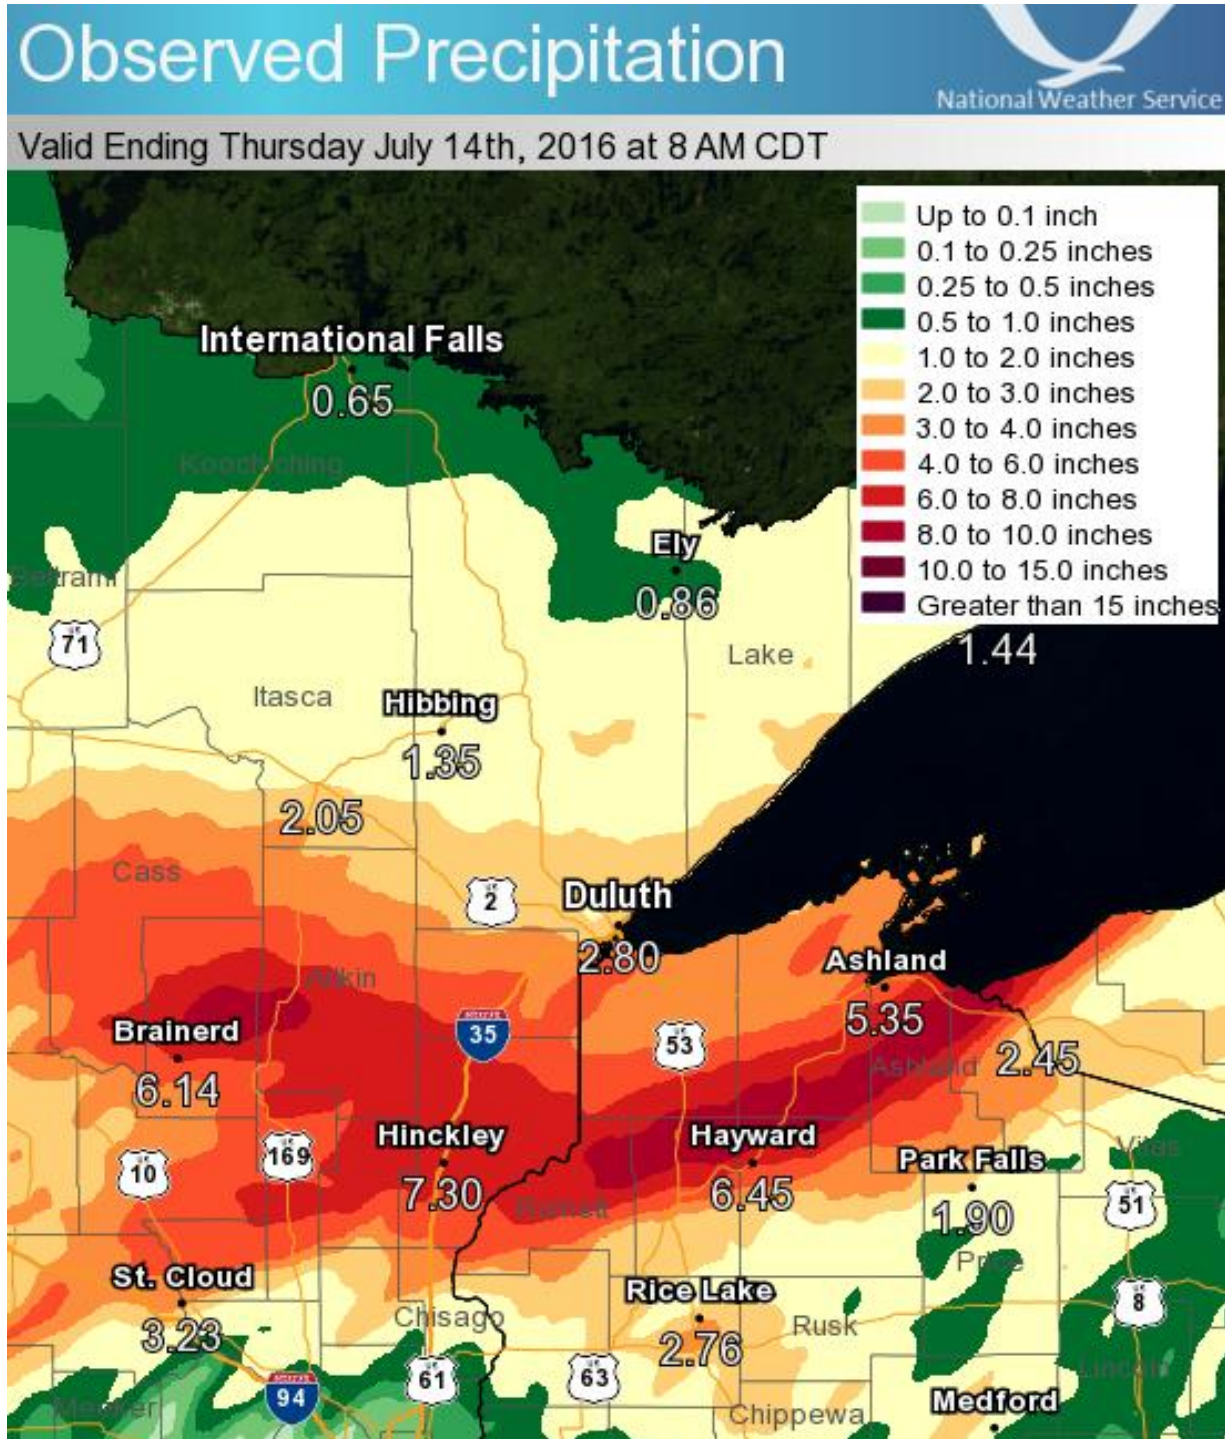 Observed Precipitation
National Weather Service
Valid Ending Thursday July 14th, 2016 at 8 AM CDT
Up to 0.1 inch
0.1 to 0.25 inches
0.25 to 0.5 inches
0.5 to 1.0 inches
1.0 to 2.0 inches
2.0 to 3.0 inches
3.0 to 4.0 inches
4.0 to 6.0 inches
6.0 to 8.0 inches
8.0 to 10.0 inches
10.0 to 15.0 inches
Greater than 15 inches
International Falls
0.65
Koochiching
Ely
0.86
Beltrami
71
Lake
1.44
Itasca
Hibbing
1.35
2.05
Cass
US
2
Duluth
2.80
Ashland
5.35
Aitkin
Brainerd
6.14
35
53
Ashland
2.45
Hinckley
7.30
Hayward
6.45
Park Falls
1.90
Vilas
10
169
51
Burnett
Price
St. Cloud
3.23
Chisago
Rice Lake
2.76
Rusk
8
Lincoln
Meeker
94
61
63
Chippewa
Medford